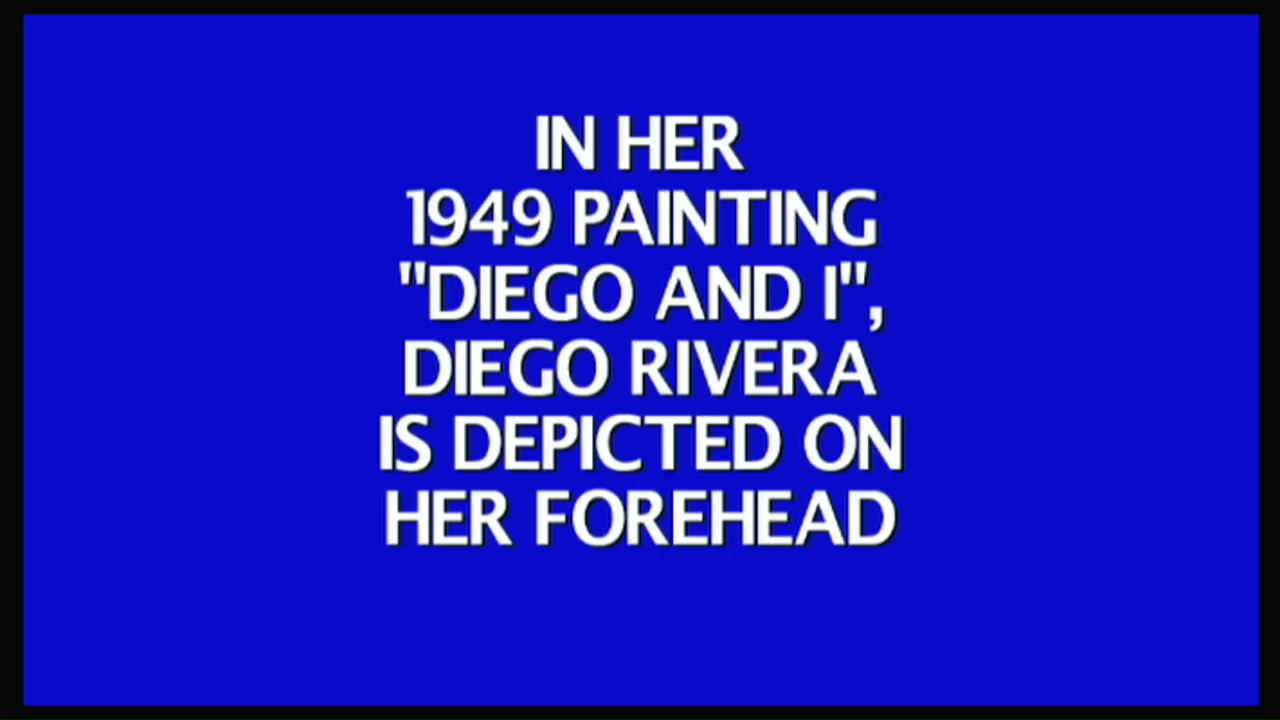 IN HER
1949 PAINTING
"DIEGO AND I",
DIEGO RIVERA
IS DEPICTED ON
HER FOREHEAD